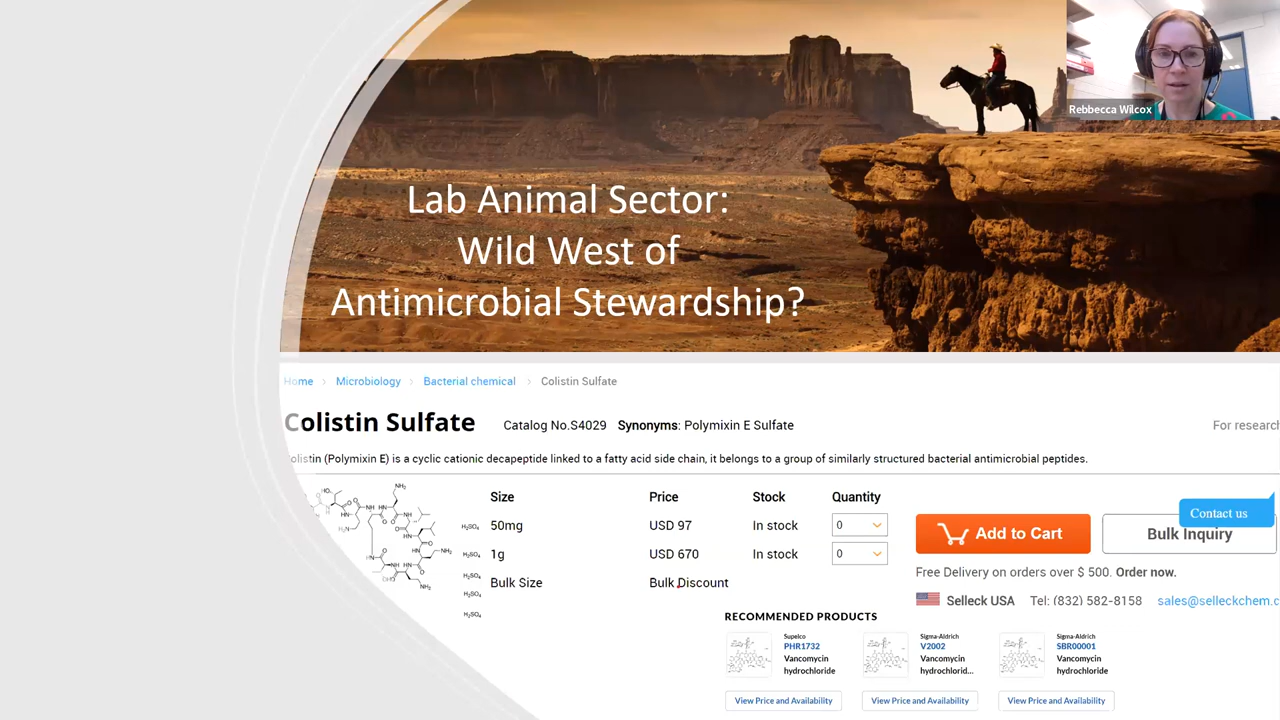 Rebbecca Wilcox
Lab Animal Sector:
Wild West of
Antimicrobial Stewardship?
Home > Microbiology > Bacterial chemical > Colistin Sulfate
Colistin Sulfate Catalog No.S4029 Synonyms: Polymixin E Sulfate For research
Colistin (Polymixin E) is a cyclic cationic decapeptide linked to a fatty acid side chain, it belongs to a group of similarly structured bacterial antimicrobial peptides.
Size Price Stock Quantity
50mg USD 97 In stock 0
1g USD 670 In stock 0
Bulk Size Bulk Discount
Contact us
Add to Cart Bulk Inquiry
Free Delivery on orders over $ 500. Order now.
Selleck USA Tel: (832) 582-8158 sales@selleckchem.c
H₂SO₄
H₂SO₄
H₂SO₄
H₂SO₄
H₂SO₄
RECOMMENDED PRODUCTS
Supelco
PHR1732
Vancomycin
hydrochloride
View Price and Availability
Sigma-Aldrich
V2002
Vancomycin
hydrochlorid...
View Price and Availability
Sigma-Aldrich
SBR00001
Vancomycin
hydrochloride
View Price and Availability